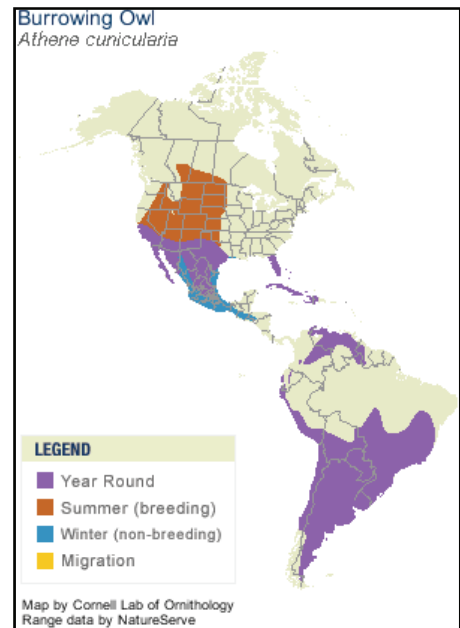 Burrowing Owl
Athene cunicularia
LEGEND
Year Round
Summer (breeding)
Winter (non-breeding)
Migration
Map by Cornell Lab of Ornithology
Range data by NatureServe